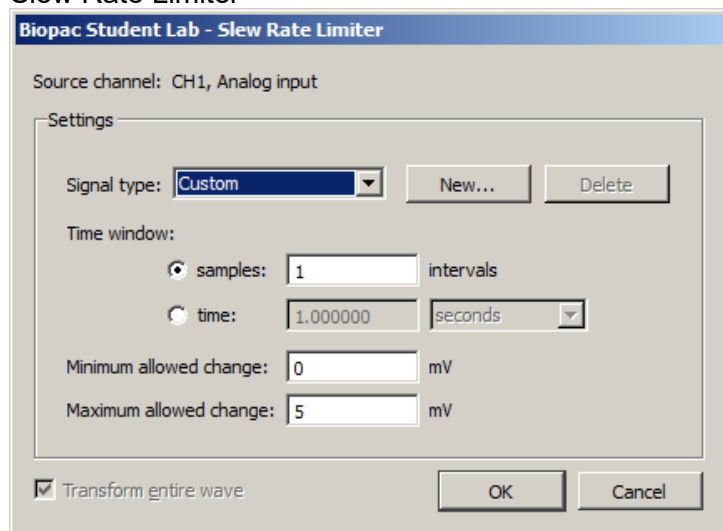 Slew Rate Limiter
Biopac Student Lab - Slew Rate Limiter
Source channel: CH1, Analog input
Settings
Signal type: Custom New... Delete
Time window:
samples: 1 intervals
time: 1.000000 seconds
Minimum allowed change: 0 mV
Maximum allowed change: 5 mV
Transform entire wave OK Cancel